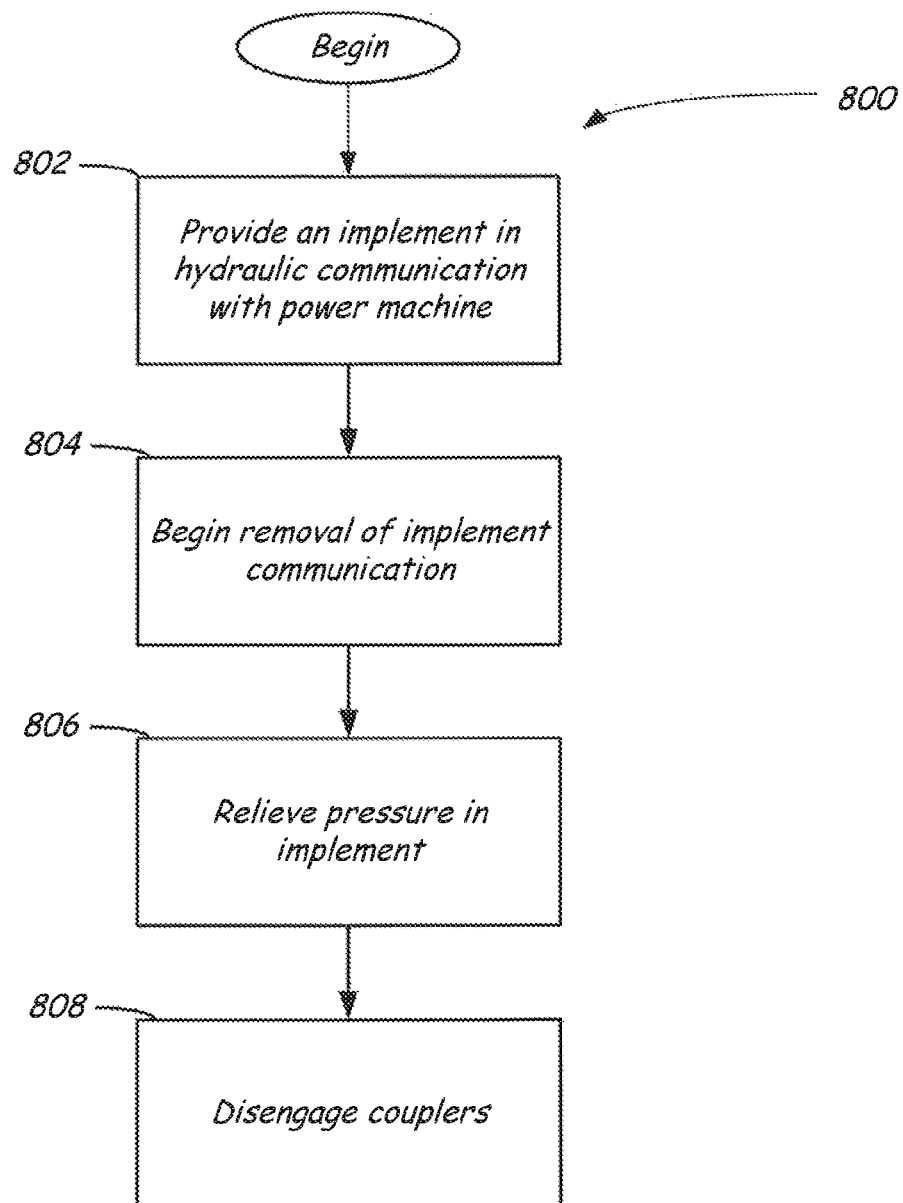 Begin
800
802
Provide an implement in
hydraulic communication
with power machine
804
Begin removal of implement
communication
806
Relieve pressure in
implement
808
Disengage couplers